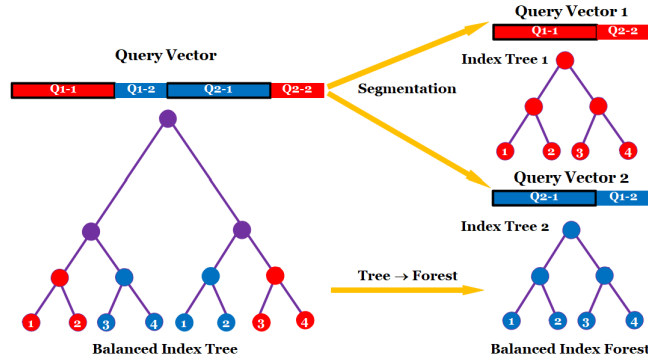 Query Vector 1
Q1-1 Q2-2
Query Vector
Index Tree 1
Q1-1 Q1-2 Q2-1 Q2-2
Segmentation
1 2 3 4
Query Vector 2
Q2-1 Q1-2
Index Tree 2
Tree → Forest
1 2 3 4 1 2 3 4
1 2 3 4
Balanced Index Tree
Balanced Index Forest